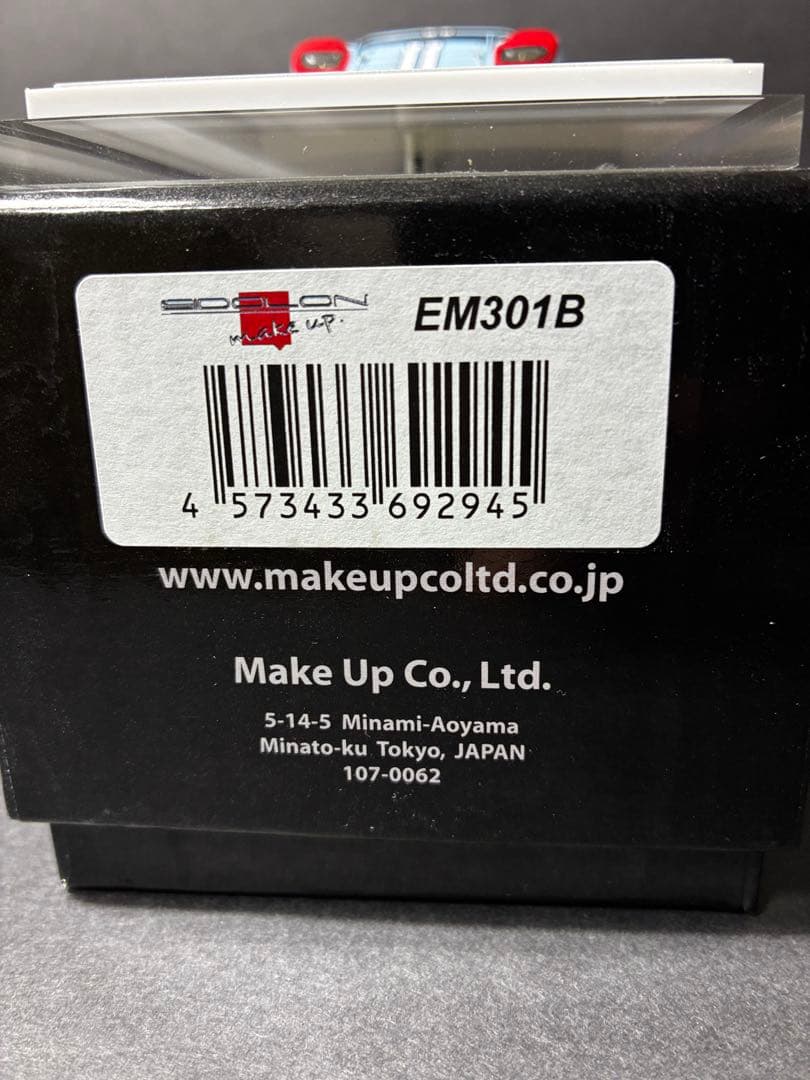 EIDOLON EM301B
make up.
4 573433 692945
www.makeupcoltd.co.jp
Make Up Co., Ltd.
5-14-5 Minami-Aoyama
Minato-ku Tokyo, JAPAN
107-0062